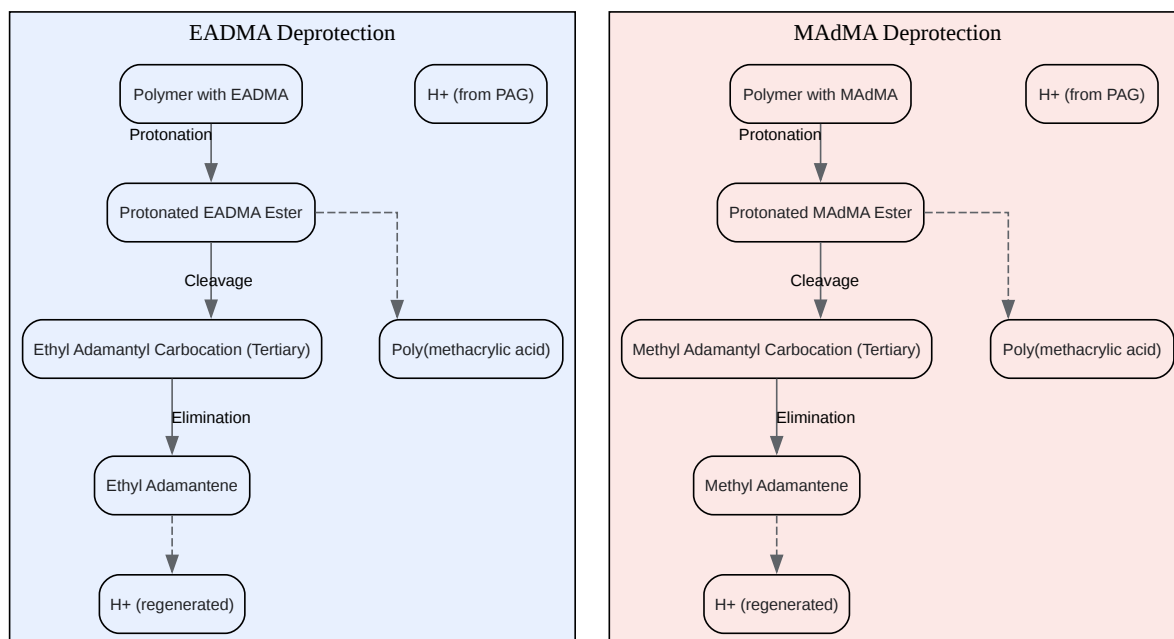 EADMA Deprotection
Polymer with EADMA
H+ (from PAG)
Protonation
Protonated EADMA Ester
Cleavage
Ethyl Adamantyl Carbocation (Tertiary)
Poly(methacrylic acid)
Elimination
Ethyl Adamantene
H+ (regenerated)
MAdMA Deprotection
Polymer with MAdMA
H+ (from PAG)
Protonation
Protonated MAdMA Ester
Cleavage
Methyl Adamantyl Carbocation (Tertiary)
Poly(methacrylic acid)
Elimination
Methyl Adamantene
H+ (regenerated)